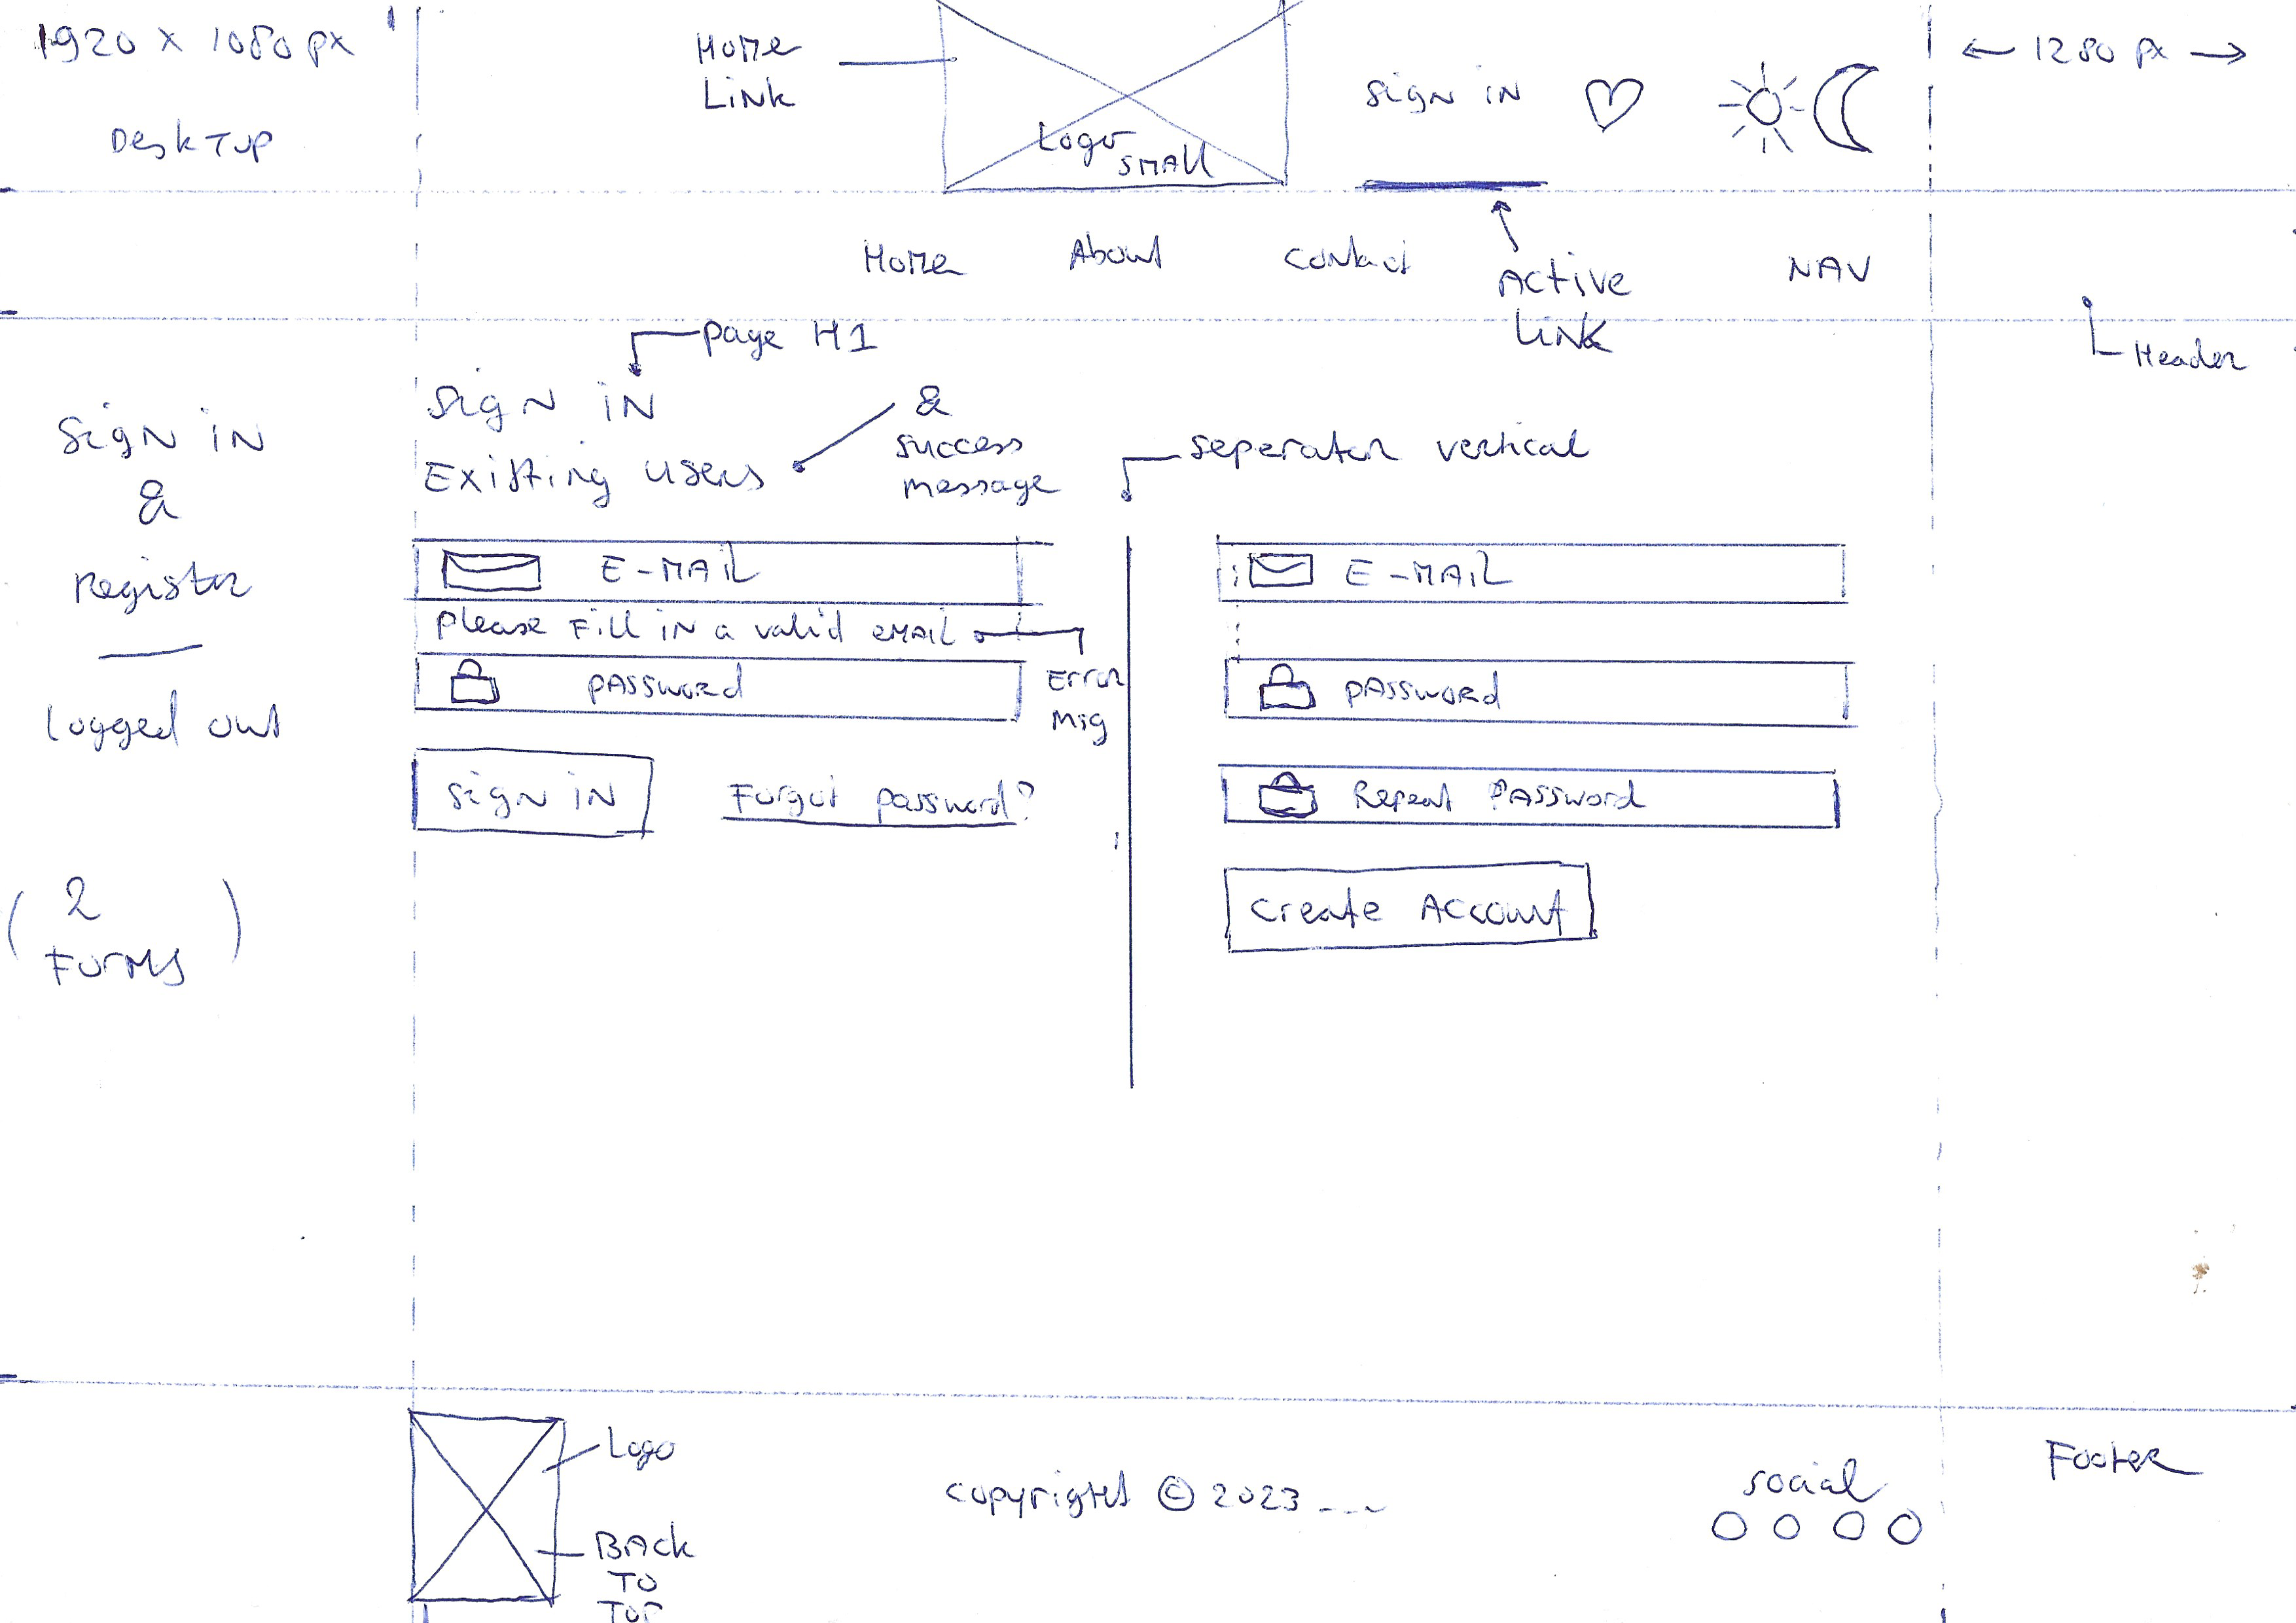 1920 x 1080 px
Desktop
Home
Link
Logo
small
Sign in
← 1280 px →
Home
About
Contact
Active
Link
NAV
Header
Page H1
Sign in
Existing users
&
success
message
seperator vertical
Sign in
&
Register
Logged out
(2
Forms)
E-MAIL
Please fill in a valid email
Error
Msg
Password
Sign in
Forgot password?
E-MAIL
Password
Repeat Password
Create Account
Logo
Back
To
Top
Copyright © 2023 ---
Social
Footer